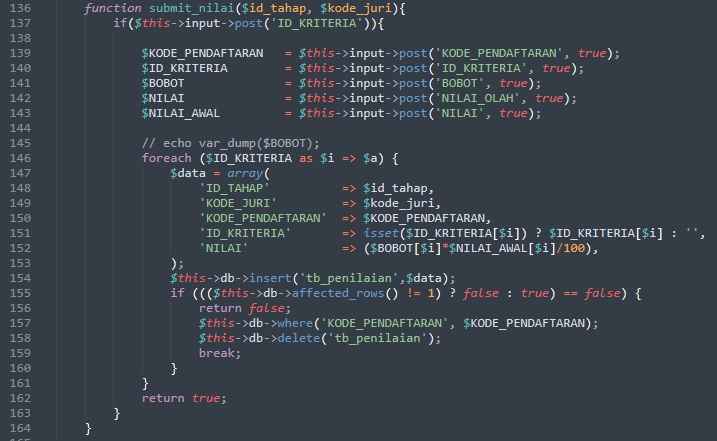 136 function submit_nilai($id_tahap, $kode_juri){
137 if($this->input->post('ID_KRITERIA')){
138
139 $KODE_PENDAFTARAN = $this->input->post('KODE_PENDAFTARAN', true);
140 $ID_KRITERIA = $this->input->post('ID_KRITERIA', true);
141 $BOBOT = $this->input->post('BOBOT', true);
142 $NILAI = $this->input->post('NILAI_OLAH', true);
143 $NILAI_AWAL = $this->input->post('NILAI', true);
144
145 // echo var_dump($BOBOT);
146 foreach ($ID_KRITERIA as $i => $a) {
147 $data = array(
148 'ID_TAHAP' => $id_tahap,
149 'KODE_JURI' => $kode_juri,
150 'KODE_PENDAFTARAN' => $KODE_PENDAFTARAN,
151 'ID_KRITERIA' => isset($ID_KRITERIA[$i]) ? $ID_KRITERIA[$i] : '',
152 'NILAI' => ($BOBOT[$i]*$NILAI_AWAL[$i]/100),
153 );
154 $this->db->insert('tb_penilaian',$data);
155 if ((($this->db->affected_rows() != 1) ? false : true) == false) {
156 return false;
157 $this->db->where('KODE_PENDAFTARAN', $KODE_PENDAFTARAN);
158 $this->db->delete('tb_penilaian');
159 break;
160 }
161 }
162 return true;
163 }
164 }